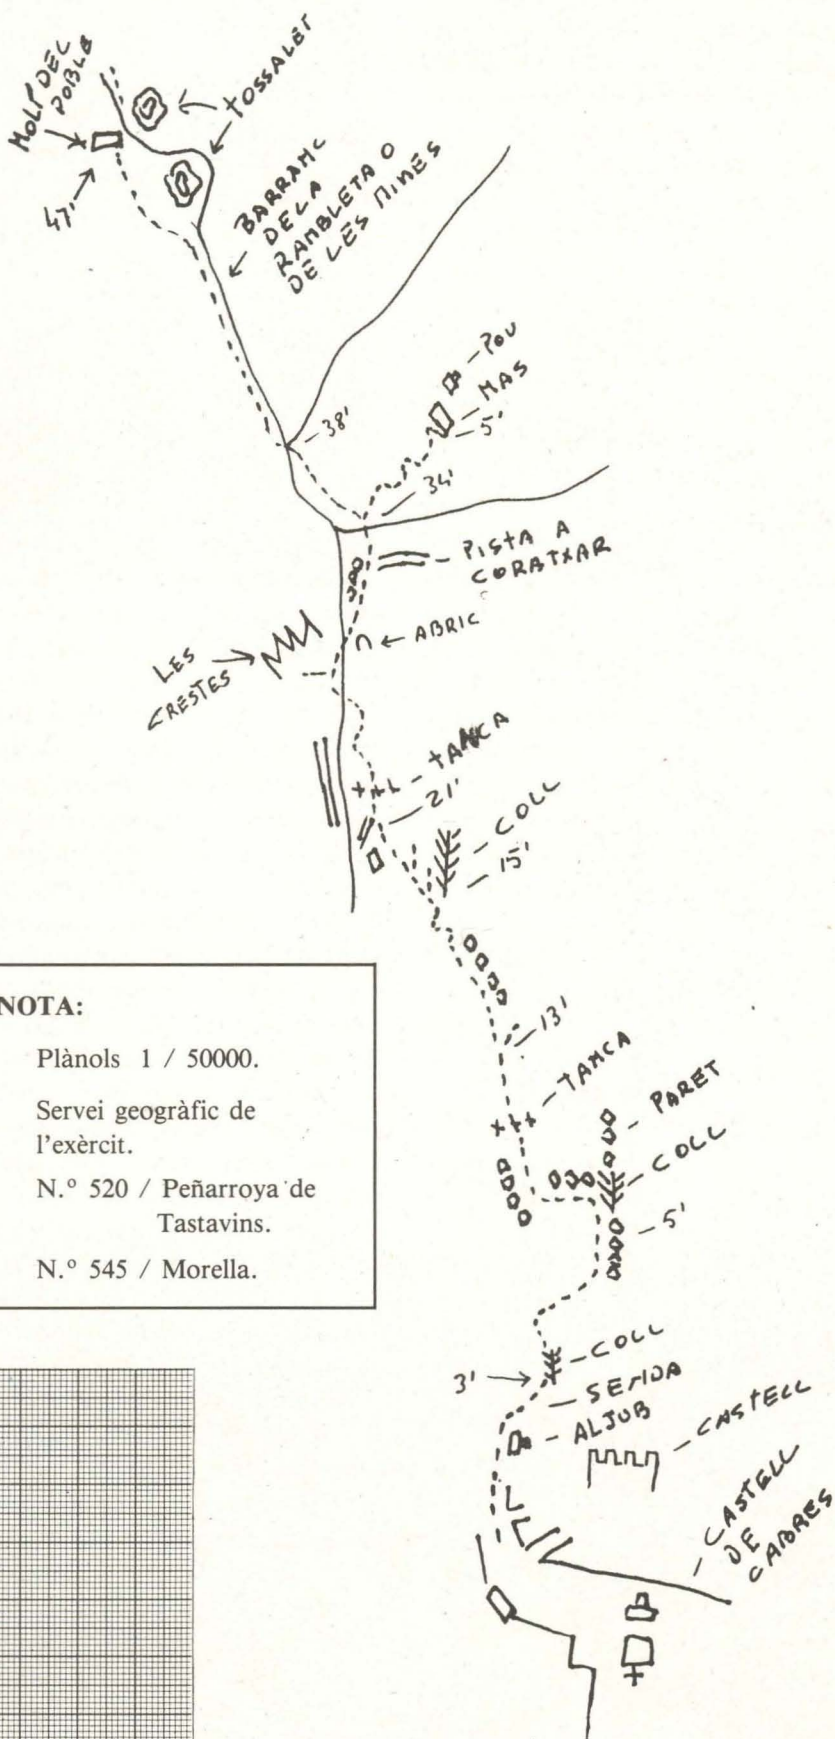 MOLÍ DEL
POBLE
TOSSALET
47'
BARRANC
DE LA
RAMBLETA O
DE LES MINES
POU
MAS
5'
38'
34'
PISTA A
CORATXAR
ABRIC
LES
CRESTES
TANCA
21'
COLL
15'
13'
TANCA
PARET
COLL
5'
COLL
3'
SENDA
ALJUB
CASTELL
CASTELL
DE
CABRES
NOTA:
Plànols 1 / 50000.
Servei geogràfic de
l'exèrcit.
N.º 520 / Peñarroya de
Tastavins.
N.º 545 / Morella.